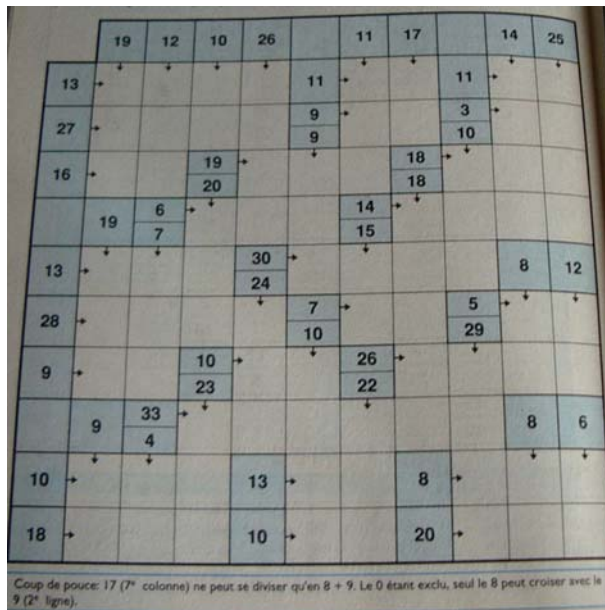 19 12 10 26 11 17 14 25
13 11 11
27 9 3
9 10
16 19 18
20 18
19 6 14
7 15
13 30 8 12
24
28 7 5
10 29
9 10 26
23 22
9 33 8 6
4
10 13 8
18 10 20
Coup de pouce: 17 (7e colonne) ne peut se diviser qu'en 8 + 9. Le 0 étant exclu, seul le 8 peut croiser avec le
9 (2e ligne).